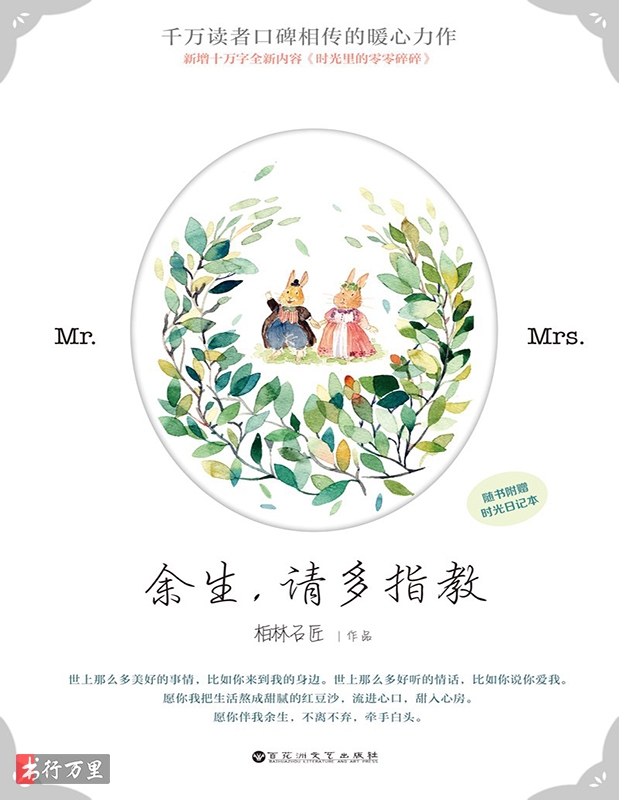 千万读者口碑相传的暖心力作
新增十万字全新内容《时光里的零零碎碎》
Mr.
Mrs.
随书附赠
时光日记本
余生,请多指教
柏林石匠 | 作品
世上那么多美好的事情，比如你来到我的身边。世上那么多好听的情话，比如你说你爱我。
愿你我把生活熬成甜腻的红豆沙，流进心口，甜入心房。
愿你伴我余生，不离不弃，牵手白头。
百花洲文艺出版社
BAIHUAZHOU LITERATURE AND ART PRESS
书行万里